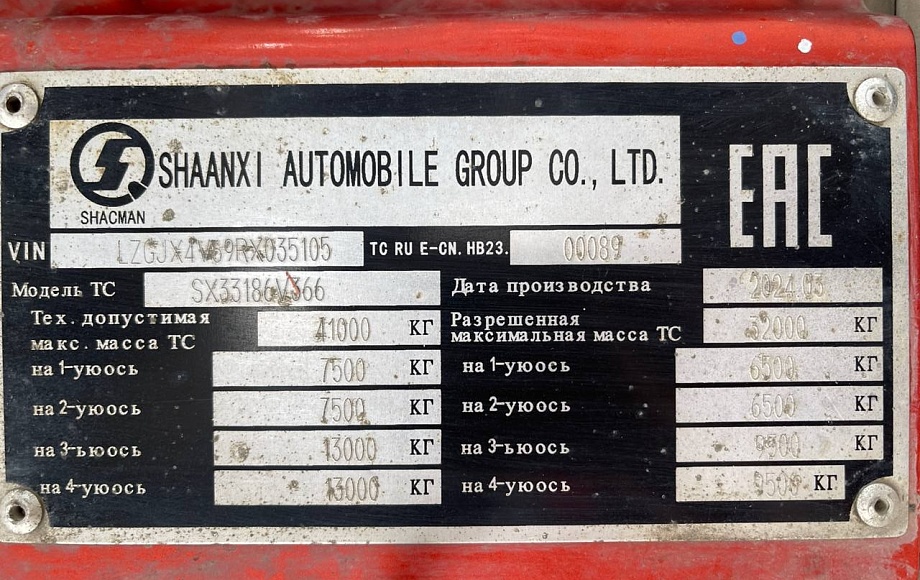 SHAANXI AUTOMOBILE GROUP CO., LTD.
SHACMAN
EAC
VIN LZGJX4V69RX035105 TC RU E-CN.HB23. 00089
Модель ТС SX33186V366 Дата производства 2024.03
Тех. допустимая макс. масса ТС 41000 КГ Разрешенная максимальная масса ТС 32000 КГ
на 1-уюось 7500 КГ на 1-уюось 6500 КГ
на 2-уюось 7500 КГ на 2-уюось 6500 КГ
на 3-ьюось 13000 КГ на 3-ьюось 9500 КГ
на 4-уюось 13000 КГ на 4-уюось 9500 КГ